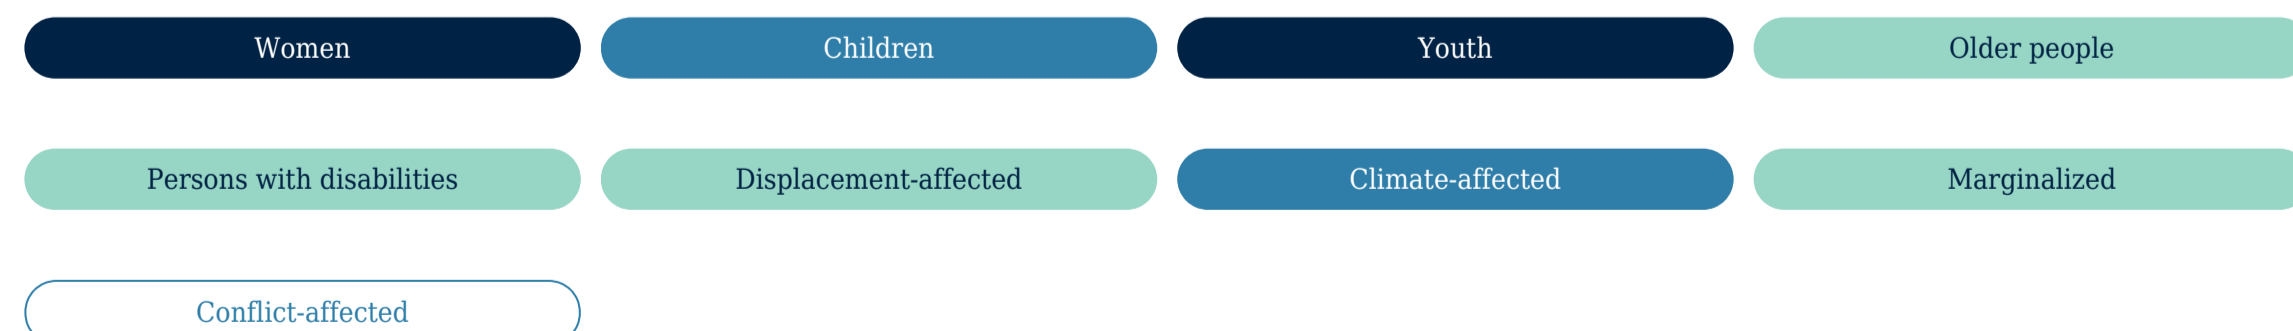 Women
Children
Youth
Older people
Persons with disabilities
Displacement-affected
Climate-affected
Marginalized
Conflict-affected